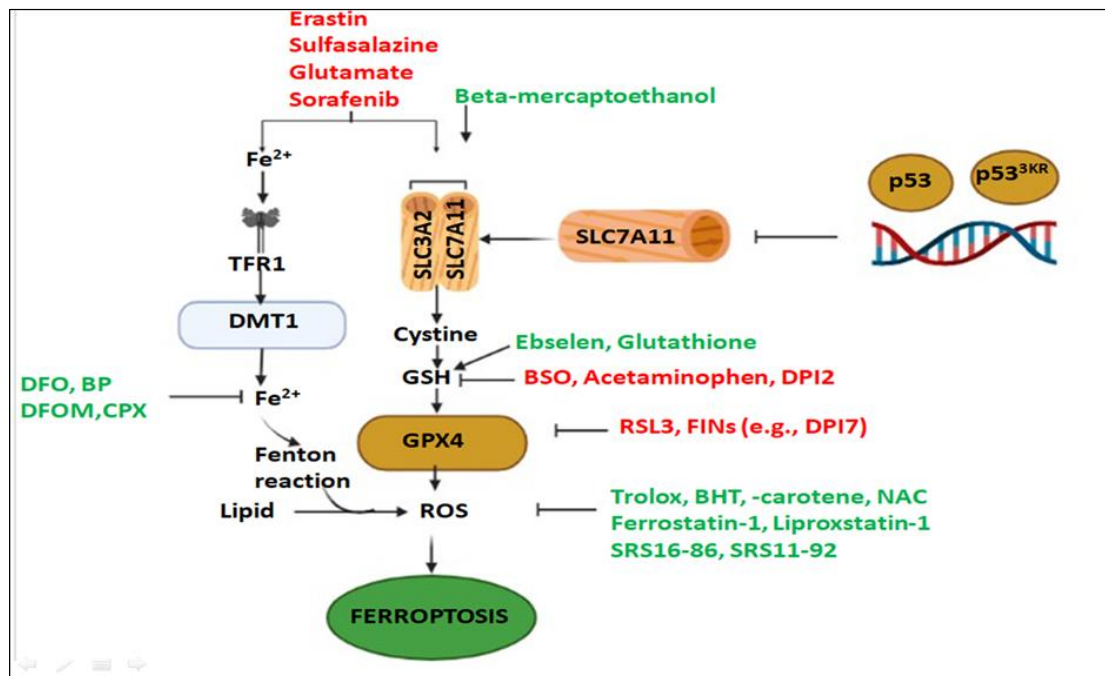 Erastin
Sulfasalazine
Glutamate
Sorafenib
Beta-mercaptoethanol
Fe²⁺
p53
p53³ᴷᴿ
SLC3A2
SLC7A11
SLC7A11
TFR1
DMT1
Cystine
Ebselen, Glutathione
GSH
BSO, Acetaminophen, DPI2
DFO, BP
DFOM,CPX
Fe²⁺
GPX4
RSL3, FINs (e.g., DPI7)
Fenton
reaction
Lipid
ROS
Trolox, BHT, -carotene, NAC
Ferrostatin-1, Liproxstatin-1
SRS16-86, SRS11-92
FERROPTOSIS